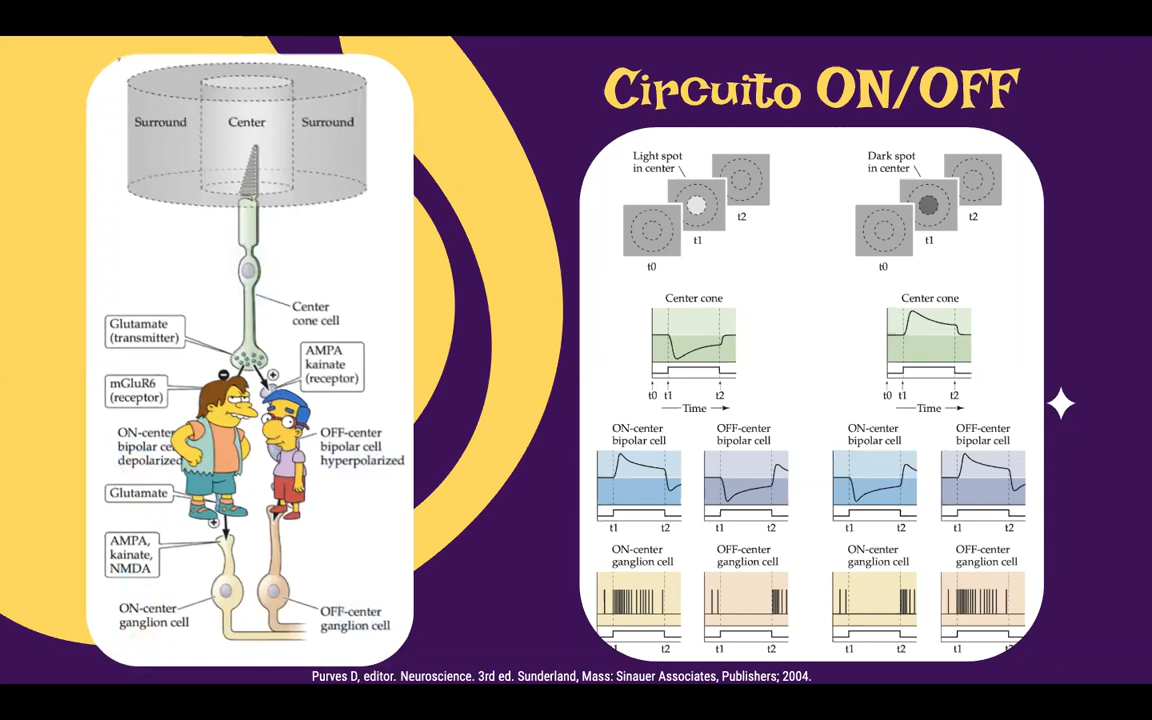 Circuito ON/OFF
Surround
Center
Surround
Center
cone cell
Glutamate
(transmitter)
AMPA
kainate
(receptor)
mGluR6
(receptor)
ON-center
bipolar cel
depolarized
OFF-center
bipolar cell
hyperpolarized
Glutamate
AMPA,
kainate,
NMDA
ON-center
ganglion cell
OFF-center
ganglion cell
Light spot
in center
t0
t1
t2
Dark spot
in center
t0
t1
t2
Center cone
t0 t1 t2
Time
Center cone
t0 t1 t2
Time
ON-center
bipolar cell
t1 t2
OFF-center
bipolar cell
t1 t2
ON-center
bipolar cell
t1 t2
OFF-center
bipolar cell
t1 t2
ON-center
ganglion cell
t1 t2
OFF-center
ganglion cell
t1 t2
ON-center
ganglion cell
t1 t2
OFF-center
ganglion cell
t1 t2
Purves D, editor. Neuroscience. 3rd ed. Sunderland, Mass: Sinauer Associates, Publishers; 2004.